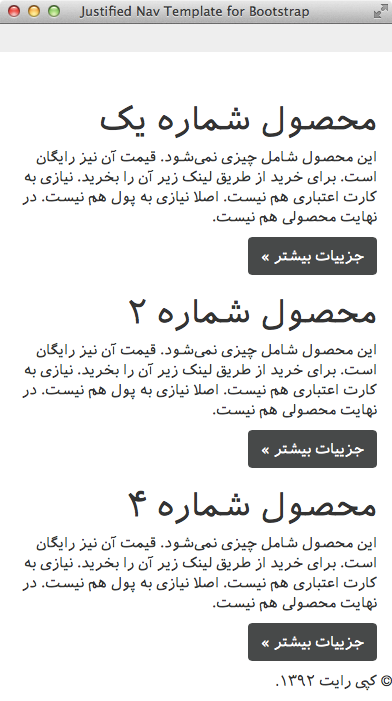 Justified Nav Template for Bootstrap
محصول شماره یک
این محصول شامل چیزی نمی‌شود. قیمت آن نیز رایگان
است. برای خرید از طریق لینک زیر آن را بخرید. نیازی به
کارت اعتباری هم نیست. اصلا نیازی به پول هم نیست. در
نهایت محصولی هم نیست.
جزییات بیشتر »
محصول شماره ۲
این محصول شامل چیزی نمی‌شود. قیمت آن نیز رایگان
است. برای خرید از طریق لینک زیر آن را بخرید. نیازی به
کارت اعتباری هم نیست. اصلا نیازی به پول هم نیست. در
نهایت محصولی هم نیست.
جزییات بیشتر »
محصول شماره ۴
این محصول شامل چیزی نمی‌شود. قیمت آن نیز رایگان
است. برای خرید از طریق لینک زیر آن را بخرید. نیازی به
کارت اعتباری هم نیست. اصلا نیازی به پول هم نیست. در
نهایت محصولی هم نیست.
جزییات بیشتر »
© کپی رایت ۱۳۹۲.